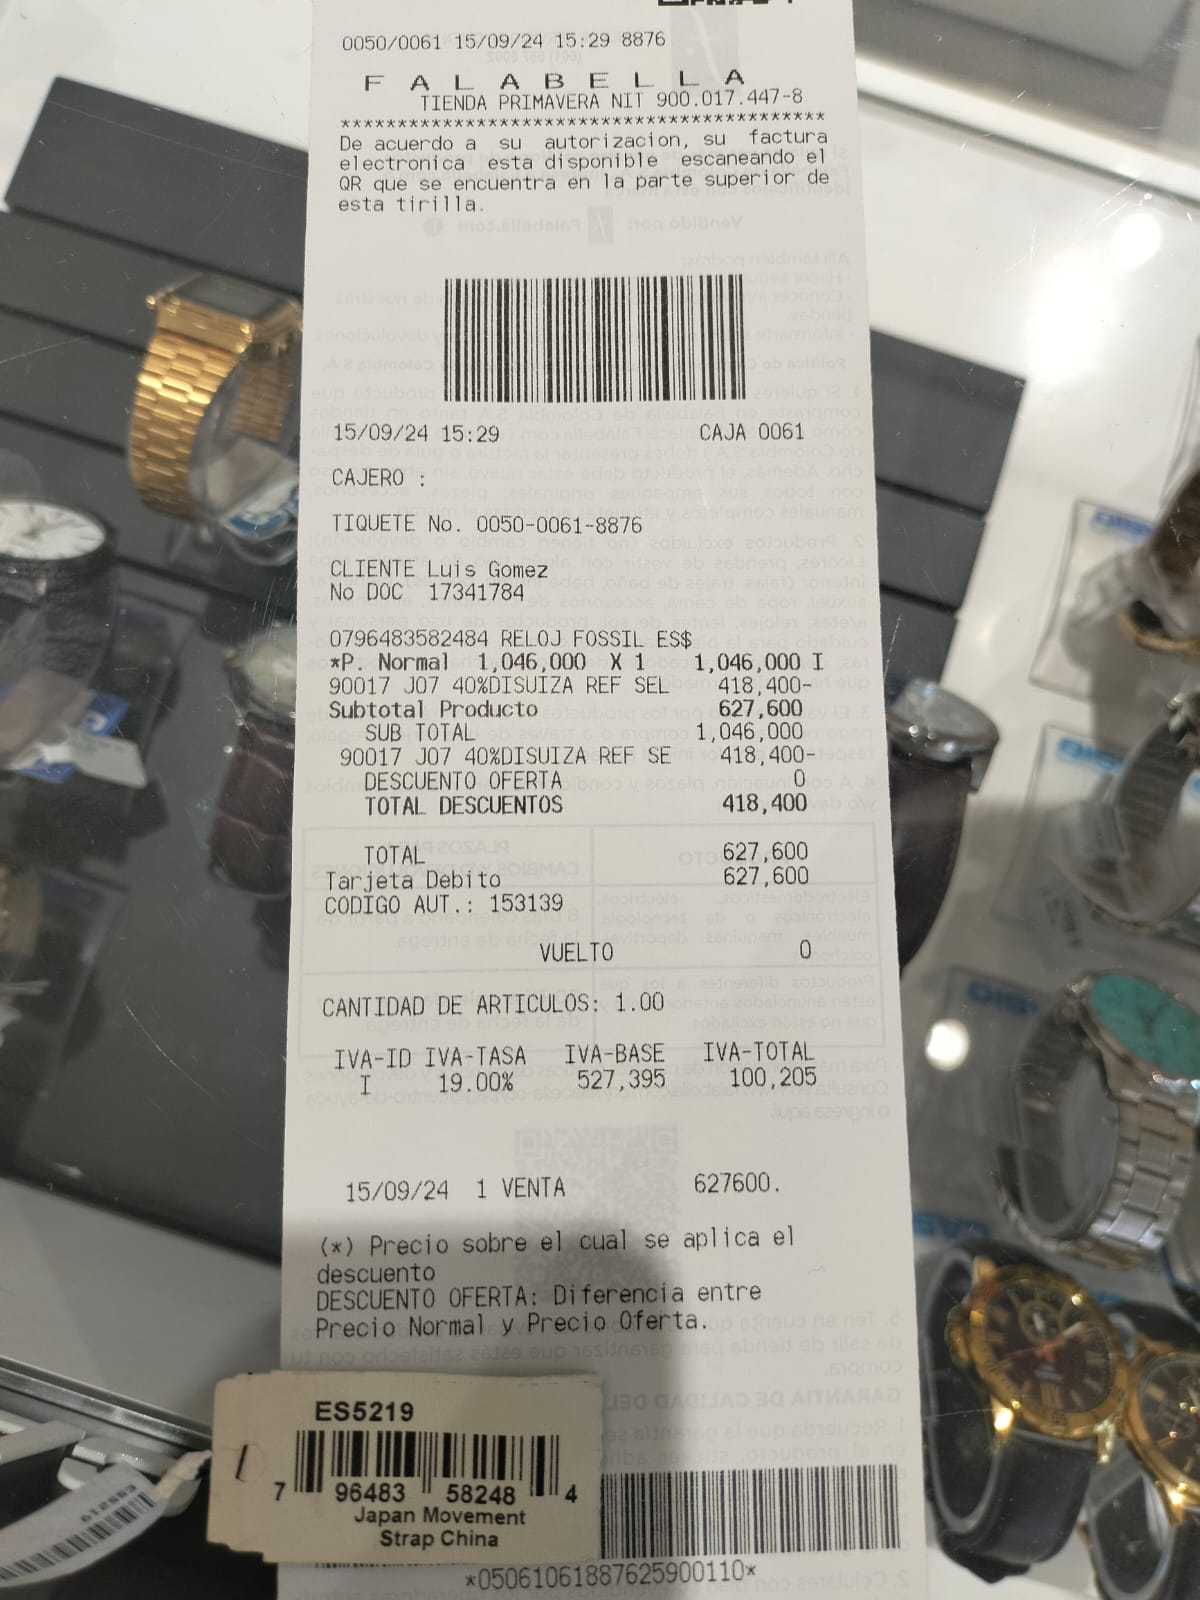 0050/0061 15/09/24 15:29 8876
F A L A B E L L A
TIENDA PRIMAVERA NIT 900.017.447-8
*******************************************
De acuerdo a su autorizacion, su factura
electronica esta disponible escaneando el
QR que se encuentra en la parte superior de
esta tirilla.
15/09/24 15:29 CAJA 0061
CAJERO :
TIQUETE No. 0050-0061-8876
CLIENTE Luis Gomez
No DOC 17341784
0796483582484 RELOJ FOSSIL ES$
*P. Normal 1,046,000 X 1 1,046,000 I
90017 J07 40%DISUIZA REF SEL 418,400-
Subtotal Producto 627,600
SUB TOTAL 1,046,000
90017 J07 40%DISUIZA REF SE 418,400-
DESCUENTO OFERTA 0
TOTAL DESCUENTOS 418,400
TOTAL 627,600
Tarjeta Debito 627,600
CODIGO AUT.: 153139
VUELTO 0
CANTIDAD DE ARTICULOS: 1.00
IVA-ID IVA-TASA IVA-BASE IVA-TOTAL
I 19.00% 527,395 100,205
15/09/24 1 VENTA 627600.
(*) Precio sobre el cual se aplica el
descuento
DESCUENTO OFERTA: Diferencia entre
Precio Normal y Precio Oferta.
ES5219
7 96483 58248 4
Japan Movement
Strap China
*05061061887625900110*
ES5219